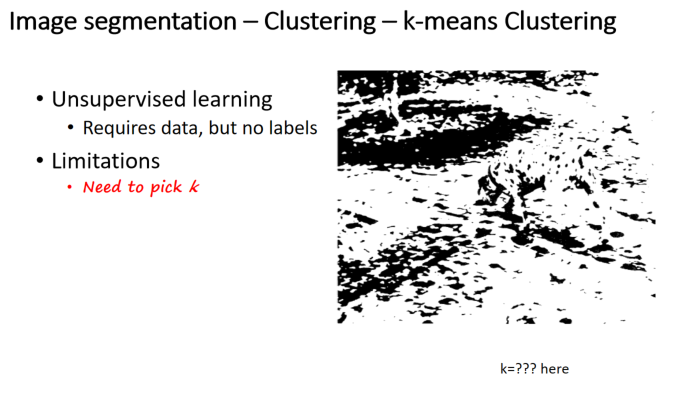 Image segmentation – Clustering – k-means Clustering
• Unsupervised learning
• Requires data, but no labels
• Limitations
• Need to pick k
k=??? here